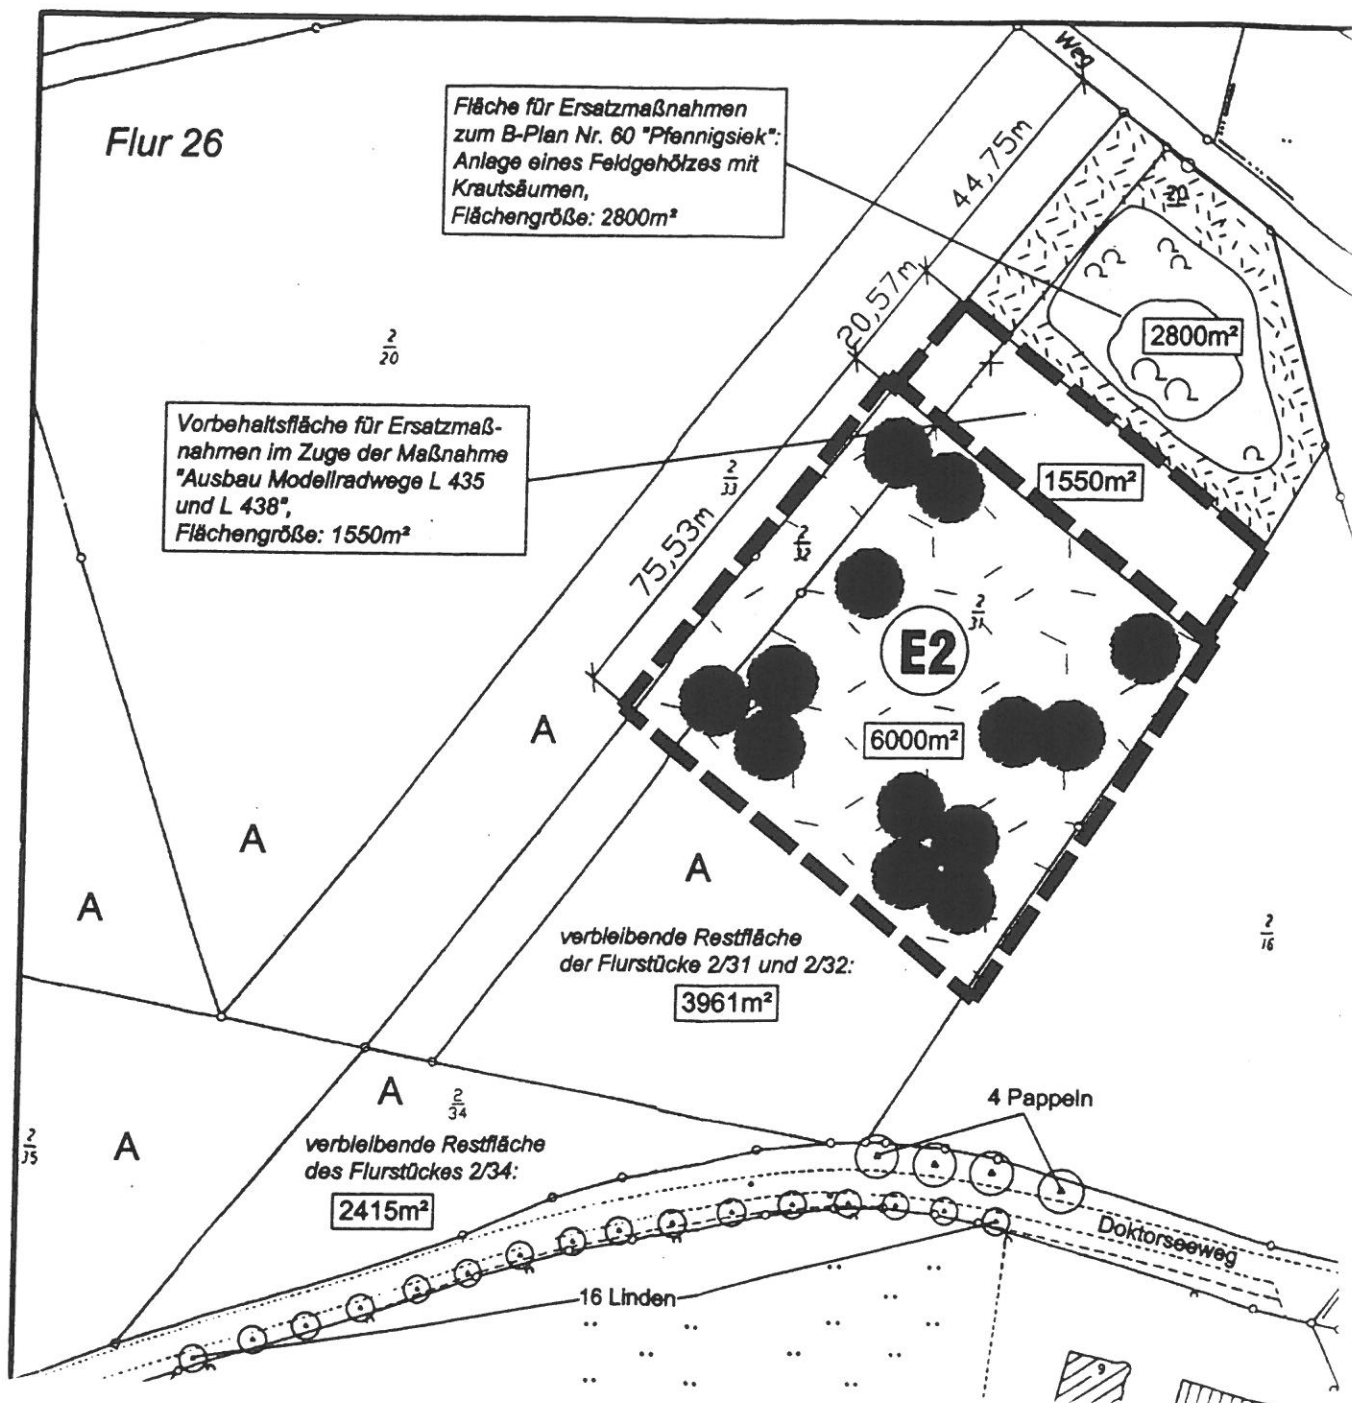 Weg
Fläche für Ersatzmaßnahmen
zum B-Plan Nr. 60 "Pfennigsiek":
Anlage eines Feldgehölzes mit
Krautsäumen,
Flächengröße: 2800m²
Flur 26
44,75m
20
20,57m
2800m²
2
20
Vorbehaltsfläche für Ersatzmaß-
nahmen im Zuge der Maßnahme
"Ausbau Modellradwege L 435
und L 438",
Flächengröße: 1550m²
2
33
1550m²
75,53m
2
32
2
31
E2
6000m²
A
A
A
A
verbleibende Restfläche
der Flurstücke 2/31 und 2/32:
3961m²
2
16
A
2
34
4 Pappeln
2
35
A
verbleibende Restfläche
des Flurstückes 2/34:
2415m²
Doktorseeweg
16 Linden
9